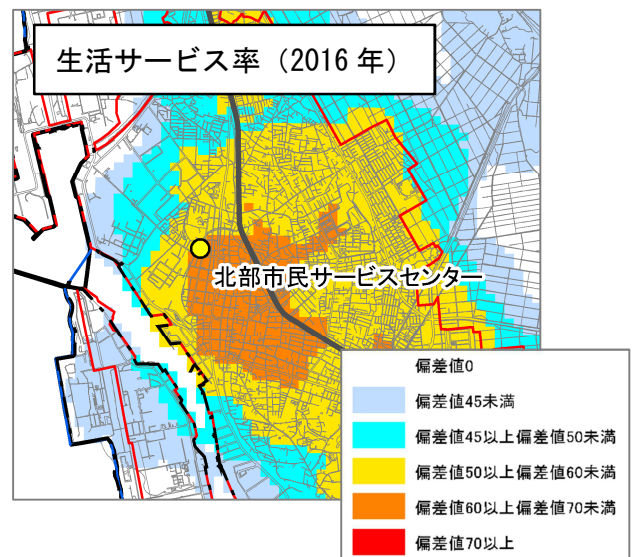 生活サービス率（2016 年）
北部市民サービスセンター
偏差値0
偏差値45未満
偏差値45以上偏差値50未満
偏差値50以上偏差値60未満
偏差値60以上偏差値70未満
偏差値70以上